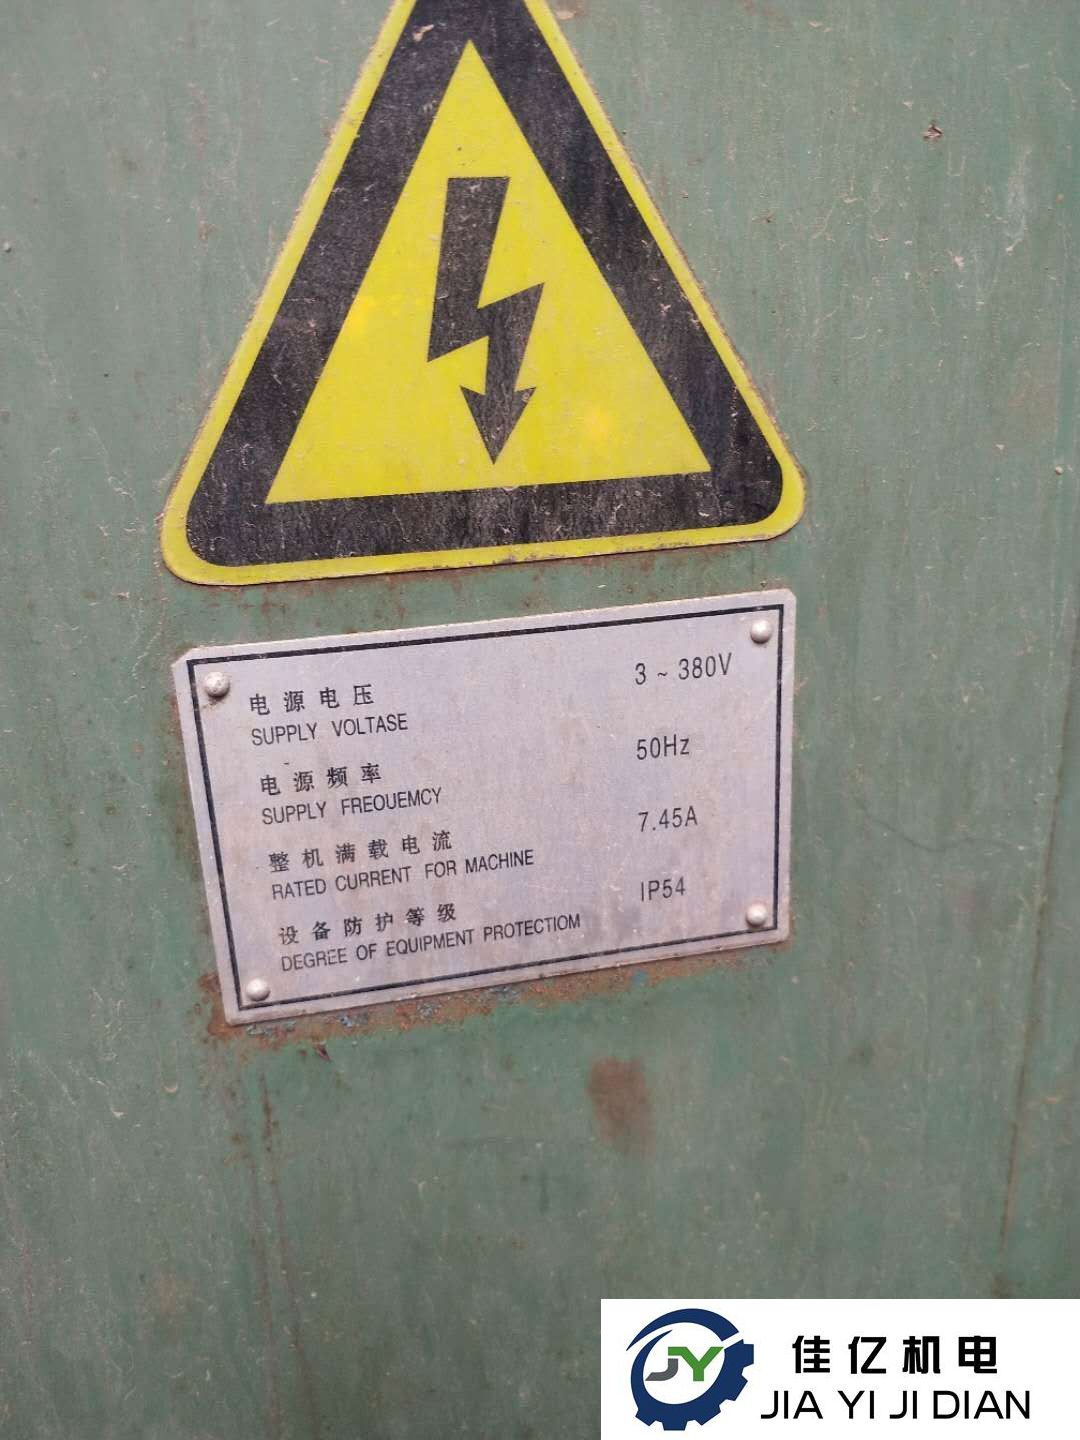 电源电压 3~380V
SUPPLY VOLTASE
电源频率 50Hz
SUPPLY FREOUEMCY
整机满载电流 7.45A
RATED CURRENT FOR MACHINE
设备防护等级 IP54
DEGREE OF EQUIPMENT PROTECTIOM
JY
佳亿机电
JIA YI JI DIAN